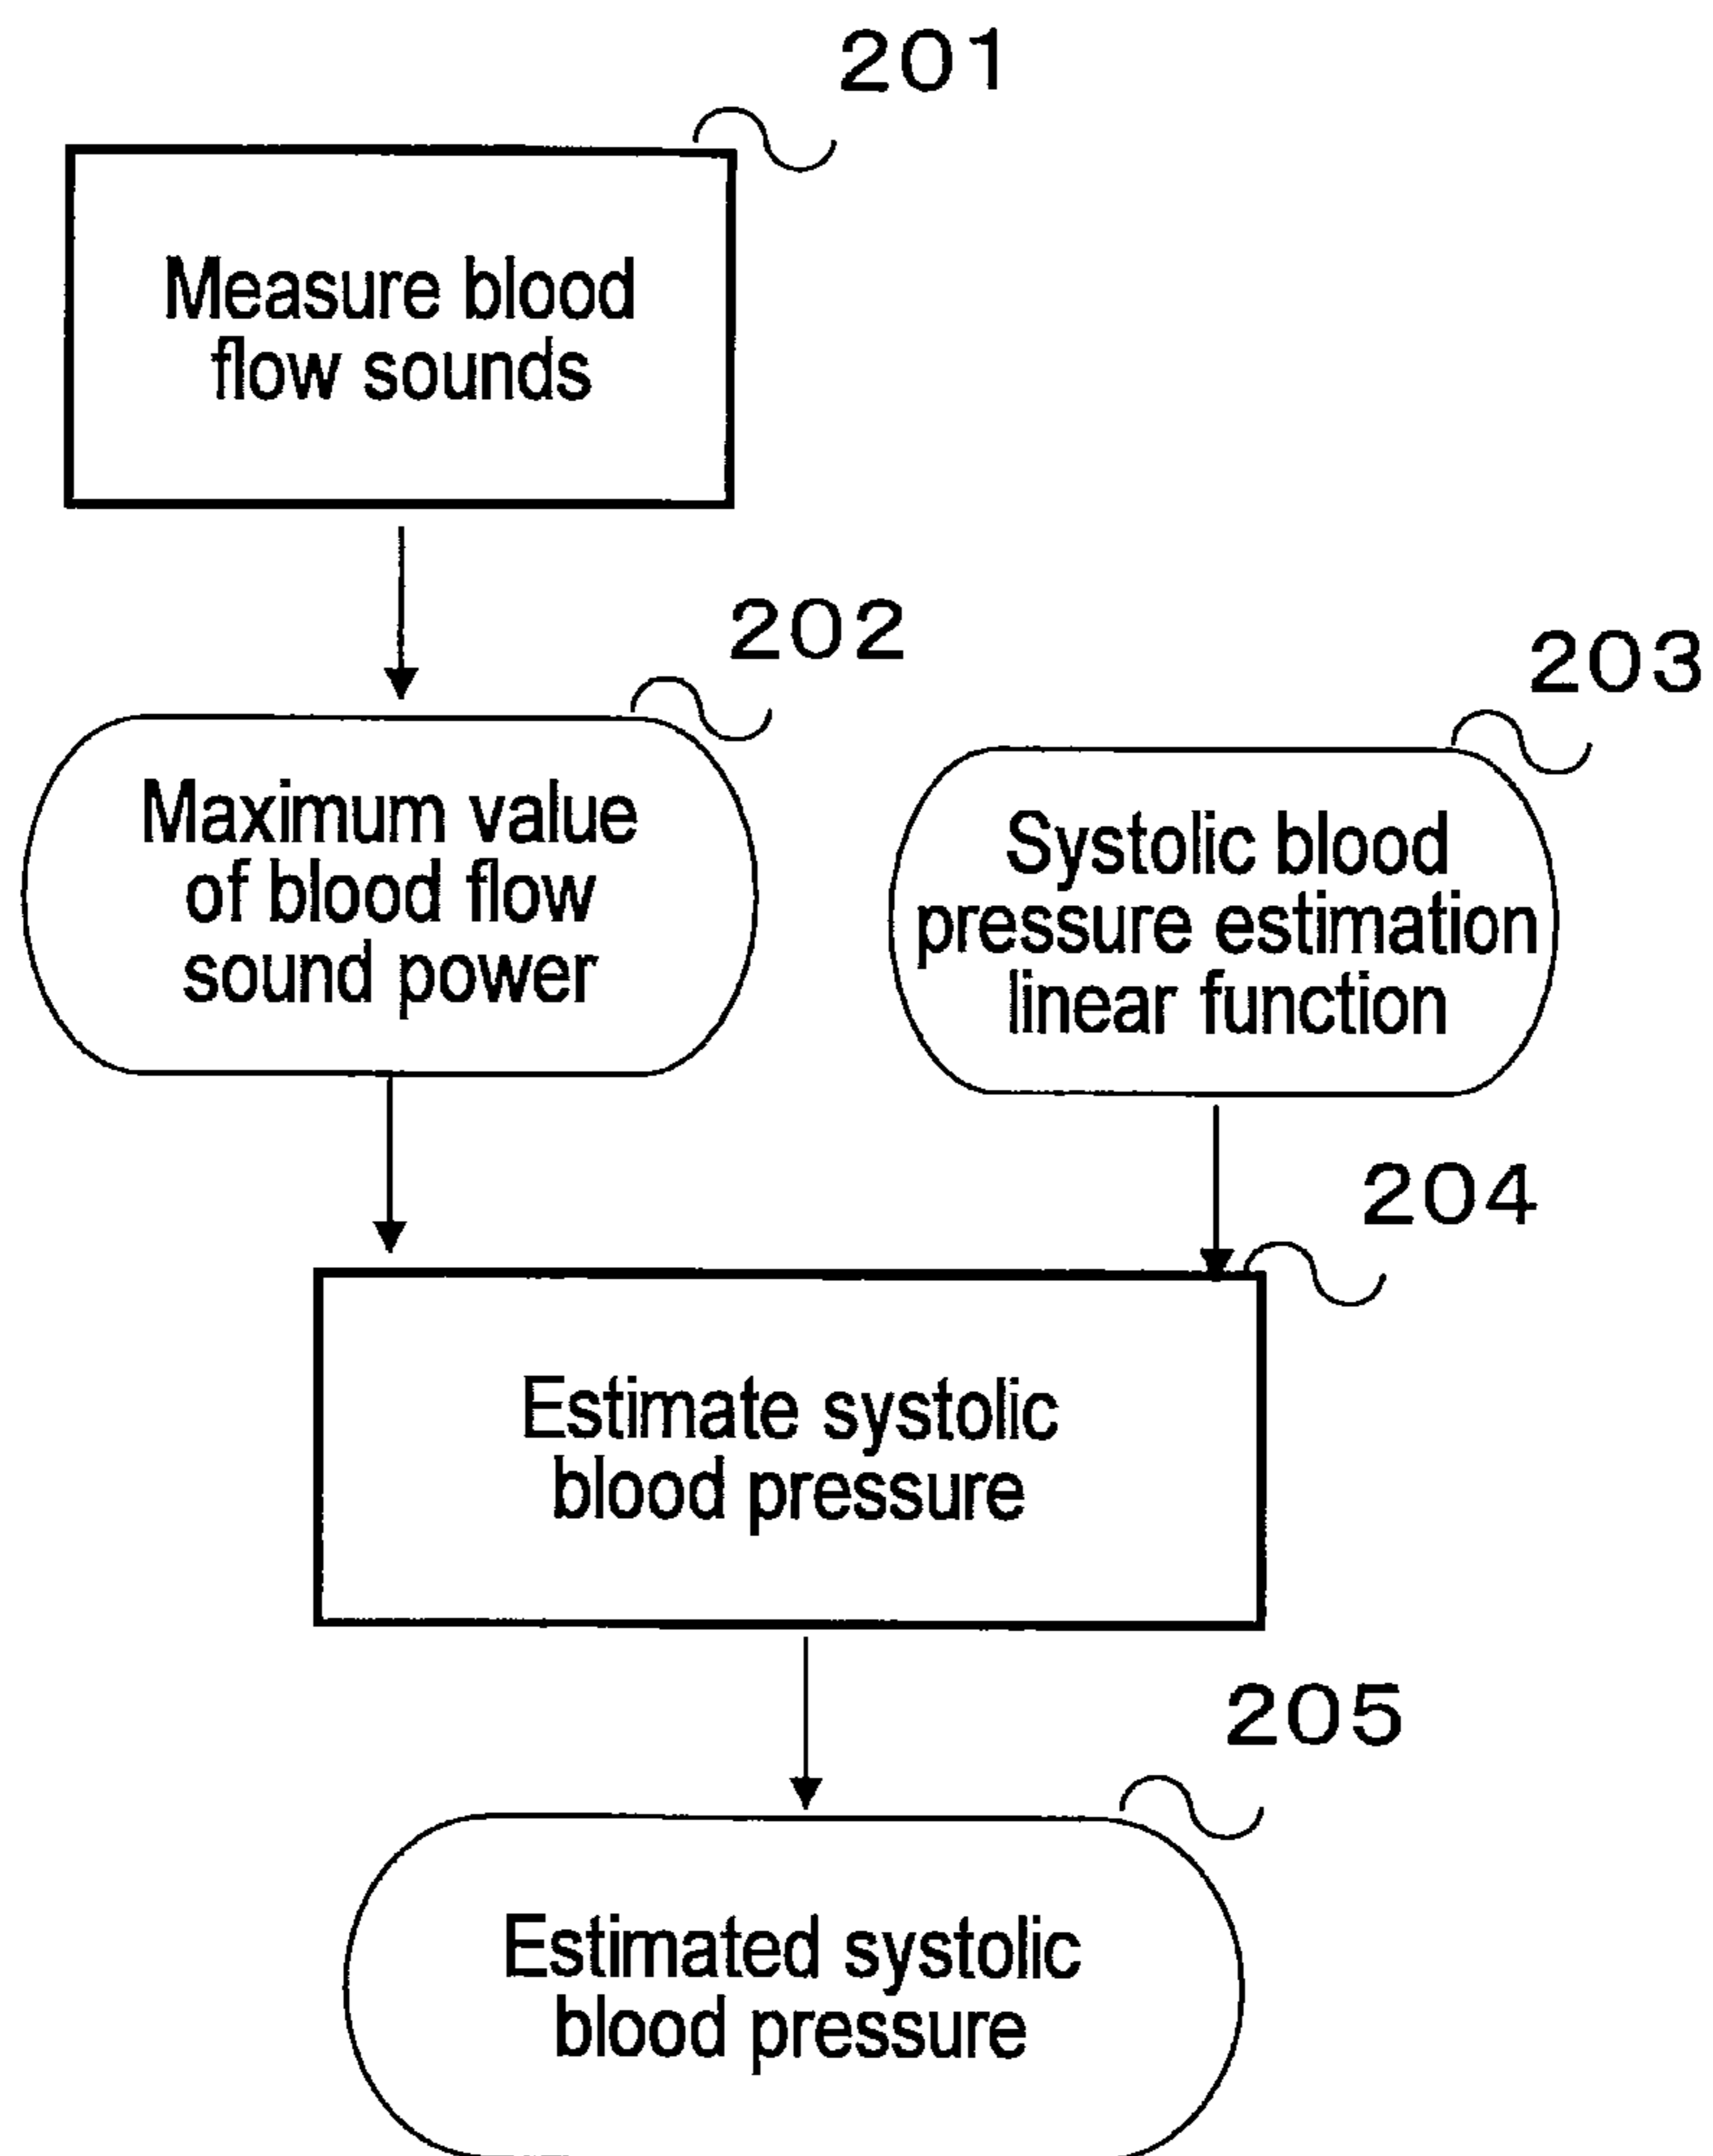 201
Measure blood
flow sounds
202
Maximum value
of blood flow
sound power
203
Systolic blood
pressure estimation
linear function
204
Estimate systolic
blood pressure
205
Estimated systolic
blood pressure